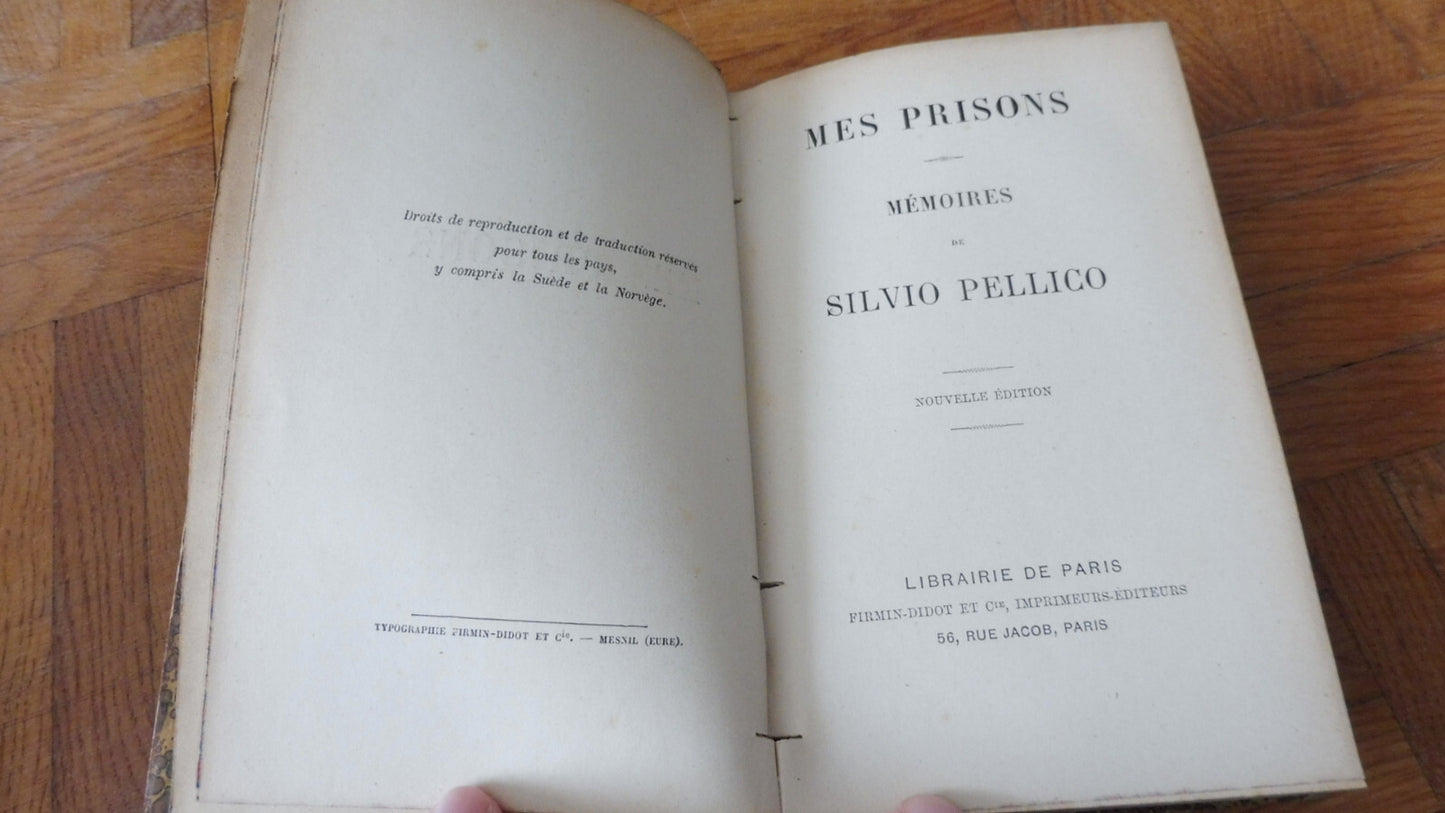 Droits de reproduction et de traduction réservés
pour tous les pays,
y compris la Suède et la Norvège.
TYPOGRAPHIE FIRMIN-DIDOT ET Cie. — MESNIL (EURE).
MES PRISONS
MÉMOIRES
DE
SILVIO PELLICO
NOUVELLE ÉDITION
LIBRAIRIE DE PARIS
FIRMIN-DIDOT ET CIE, IMPRIMEURS-ÉDITEURS
56, RUE JACOB, PARIS